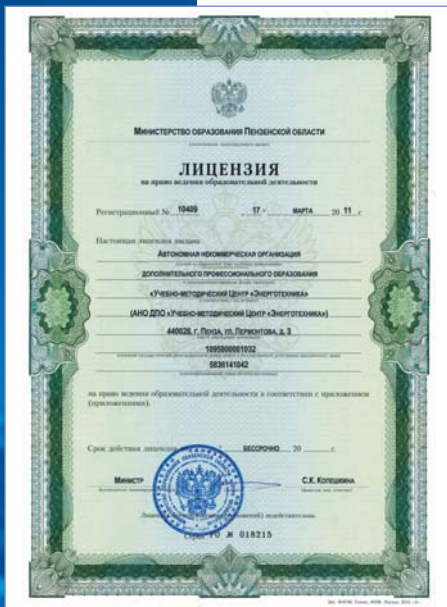 МИНИСТЕРСТВО ОБРАЗОВАНИЯ ПЕНЗЕНСКОЙ ОБЛАСТИ
ЛИЦЕНЗИЯ
на право ведения образовательной деятельности
Регистрационный № 10409 « 17 » МАРТА 20 11 г.
Настоящая лицензия выдана
АВТОНОМНАЯ НЕКОММЕРЧЕСКАЯ ОРГАНИЗАЦИЯ
ДОПОЛНИТЕЛЬНОГО ПРОФЕССИОНАЛЬНОГО ОБРАЗОВАНИЯ
«УЧЕБНО-МЕТОДИЧЕСКИЙ ЦЕНТР «ЭНЕРГОТЕХНИКА»
(АНО ДПО «УЧЕБНО-МЕТОДИЧЕСКИЙ ЦЕНТР «ЭНЕРГОТЕХНИКА»)
г. ПЕНЗА, УЛ. ЛЕРМОНТОВА, д. 3
5836141042
на право ведения образовательной деятельности в соответствии с приложением
(приложениями).
Срок действия лицензии БЕССРОЧНО 20 г.
МИНИСТР С.К. КОПЕШКИНА
недействительна.
Серия РО № 018215